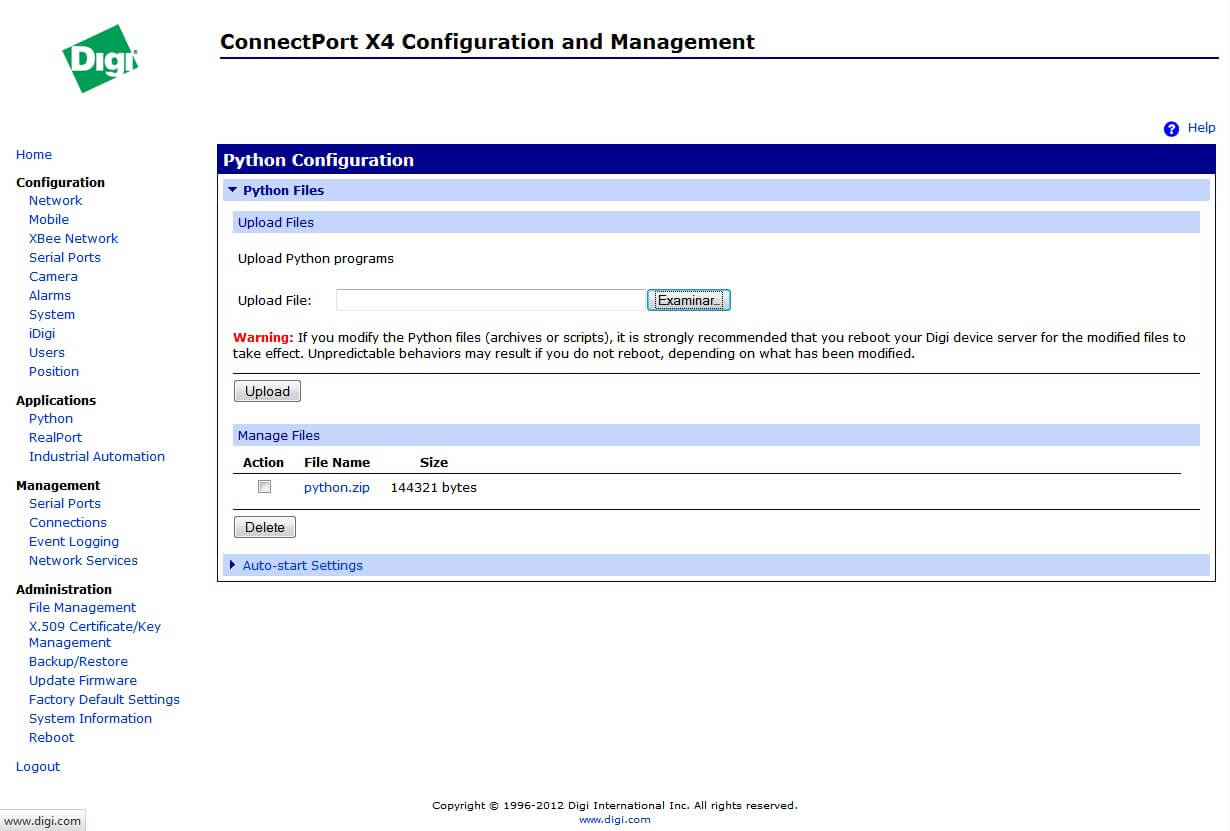 Digi
ConnectPort X4 Configuration and Management
? Help
Home
Configuration
Network
Mobile
XBee Network
Serial Ports
Camera
Alarms
System
iDigi
Users
Position
Applications
Python
RealPort
Industrial Automation
Management
Serial Ports
Connections
Event Logging
Network Services
Administration
File Management
X.509 Certificate/Key
Management
Backup/Restore
Update Firmware
Factory Default Settings
System Information
Reboot
Logout
Python Configuration
Python Files
Upload Files
Upload Python programs
Upload File: Examinar...
Warning: If you modify the Python files (archives or scripts), it is strongly recommended that you reboot your Digi device server for the modified files to
take effect. Unpredictable behaviors may result if you do not reboot, depending on what has been modified.
Upload
Manage Files
Action File Name Size
python.zip 144321 bytes
Delete
Auto-start Settings
Copyright © 1996-2012 Digi International Inc. All rights reserved.
www.digi.com
www.digi.com